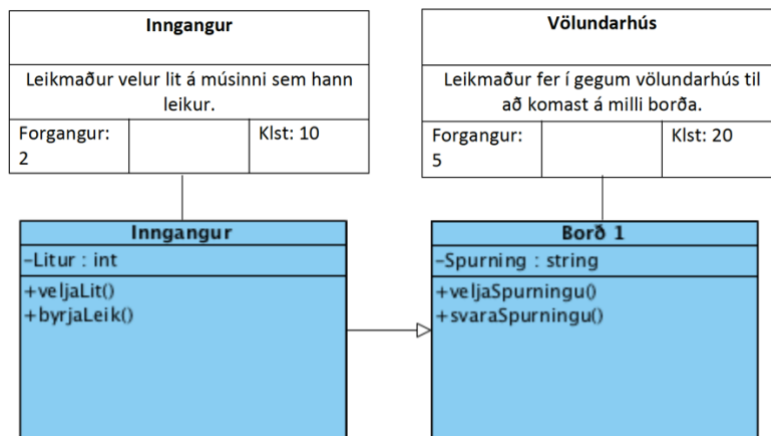 Inngangur
Leikmaður velur lit á músinni sem hann
leikur.
Forgangur:
2
Klst: 10
Völundarhús
Leikmaður fer í gegum völundarhús til
að komast á milli borða.
Forgangur:
5
Klst: 20
Inngangur
-Litur : int
+veljaLit()
+byrjaLeik()
Borð 1
-Spurning : string
+veljaSpurningu()
+svaraSpurningu()